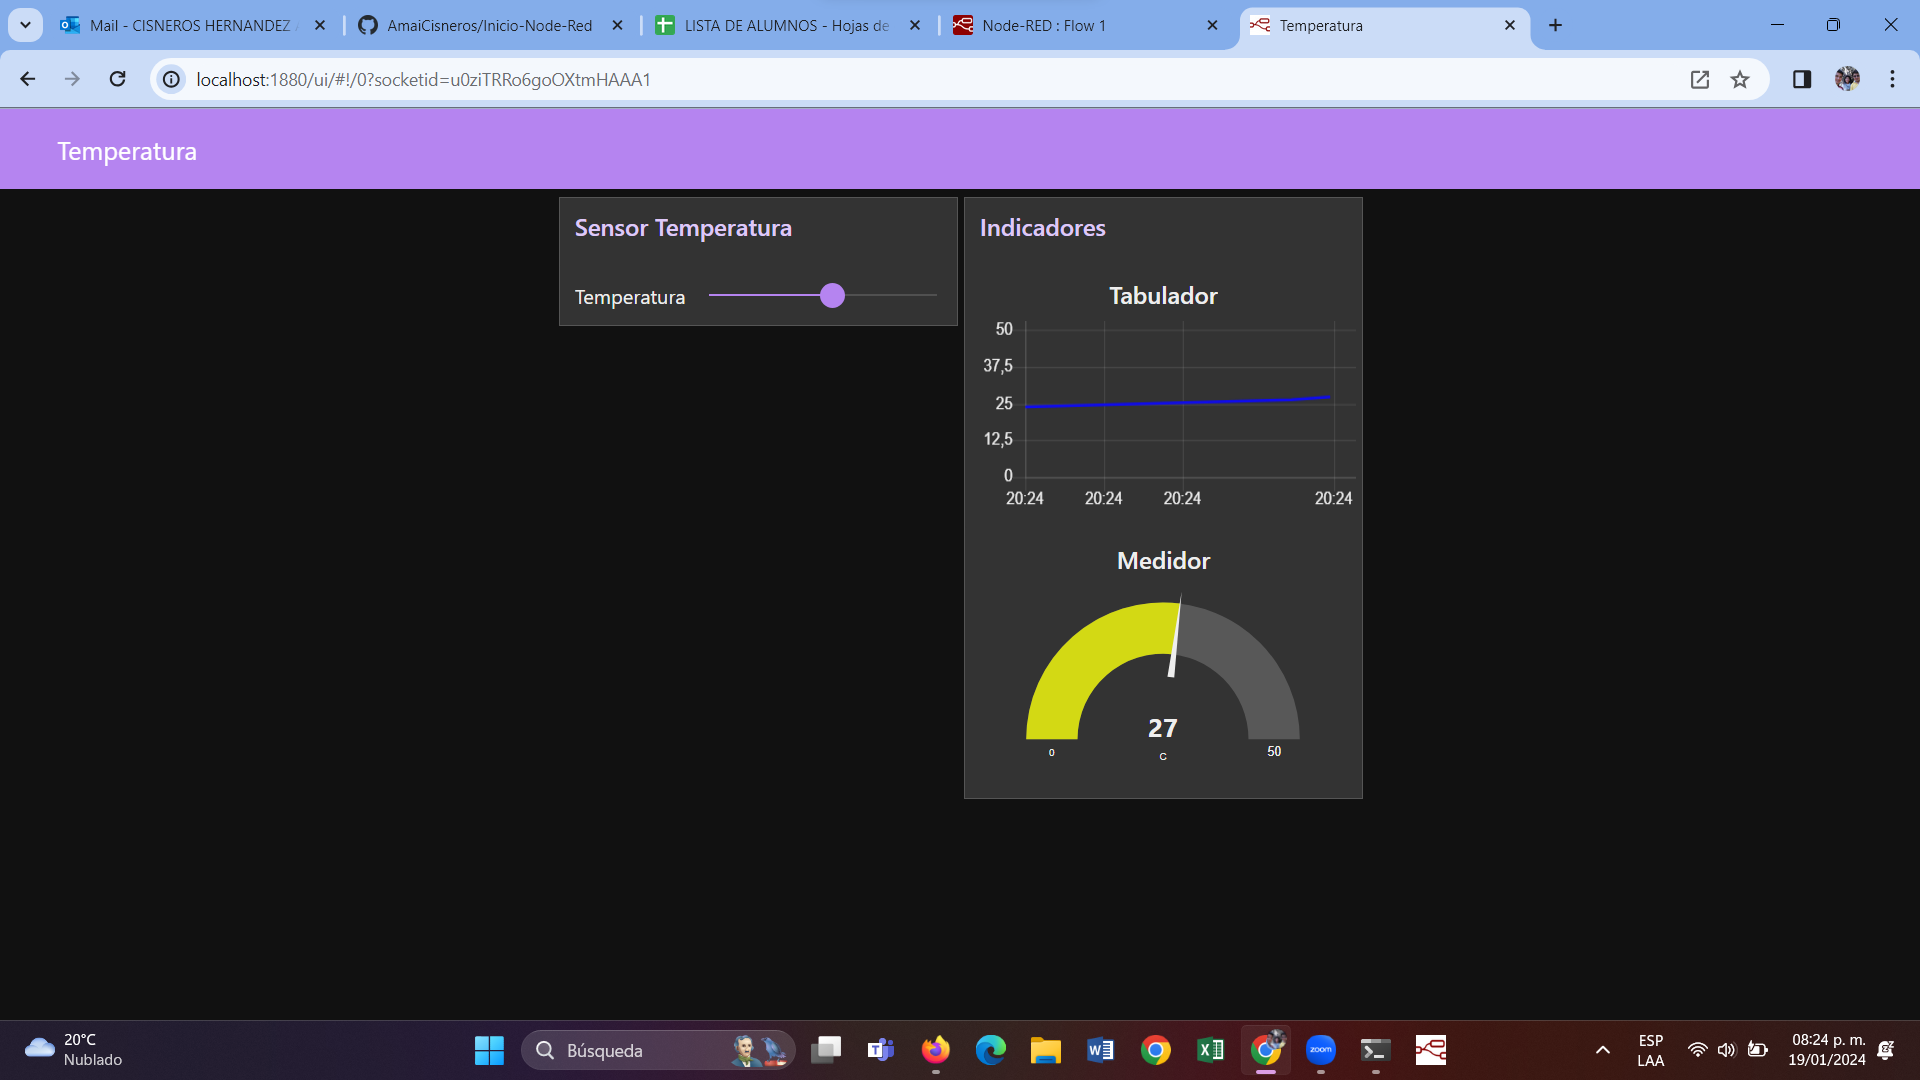 Mail - CISNEROS HERNANDEZ
AmaiCisneros/Inicio-Node-Red
LISTA DE ALUMNOS - Hojas de
Node-RED : Flow 1
Temperatura
localhost:1880/ui/#!/0?socketid=u0ziTRRo6goOXtmHAAA1
Temperatura
Sensor Temperatura
Temperatura
Indicadores
Tabulador
50
37,5
25
12,5
0
20:24 20:24 20:24 20:24
Medidor
27
C
0 50
20°C
Nublado
Búsqueda
zoom
ESP
LAA
08:24 p. m.
19/01/2024